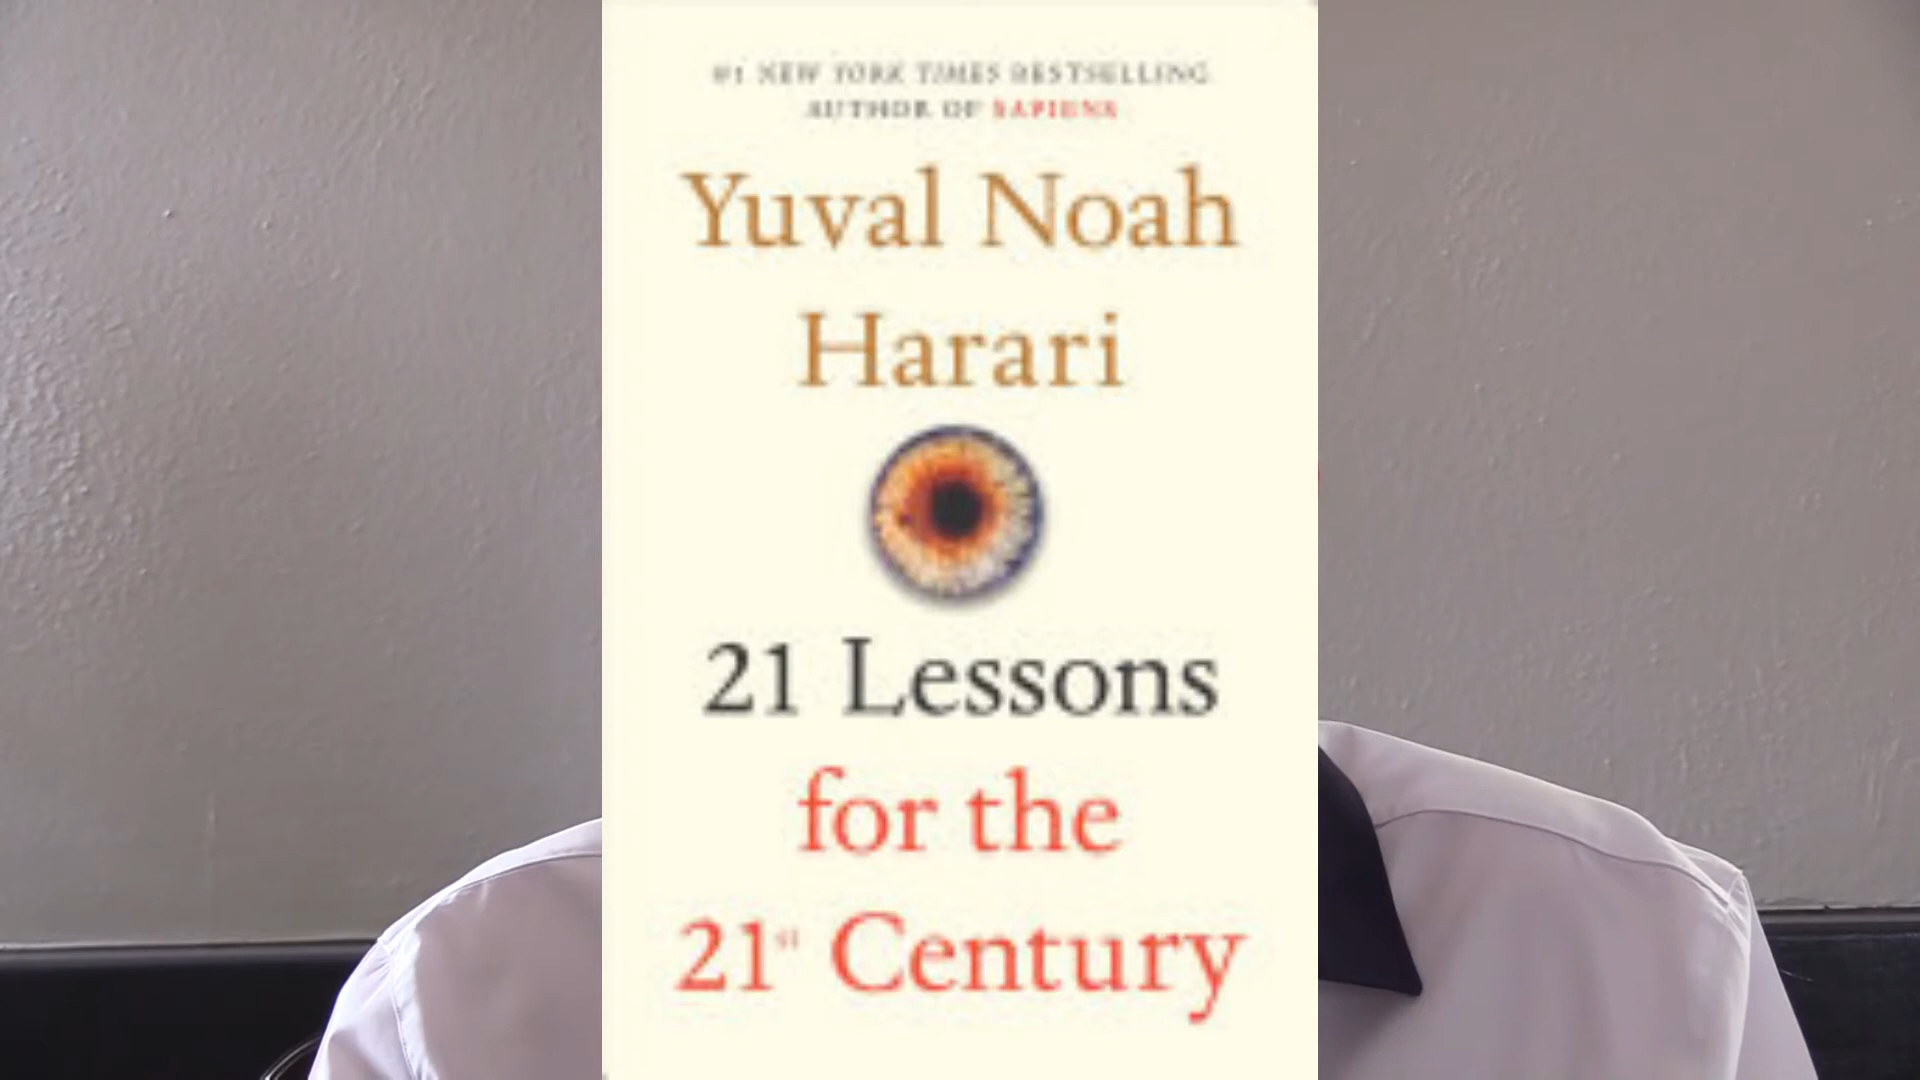 #1 NEW YORK TIMES BESTSELLING
AUTHOR OF SAPIENS
Yuval Noah
Harari
21 Lessons
for the
21st Century